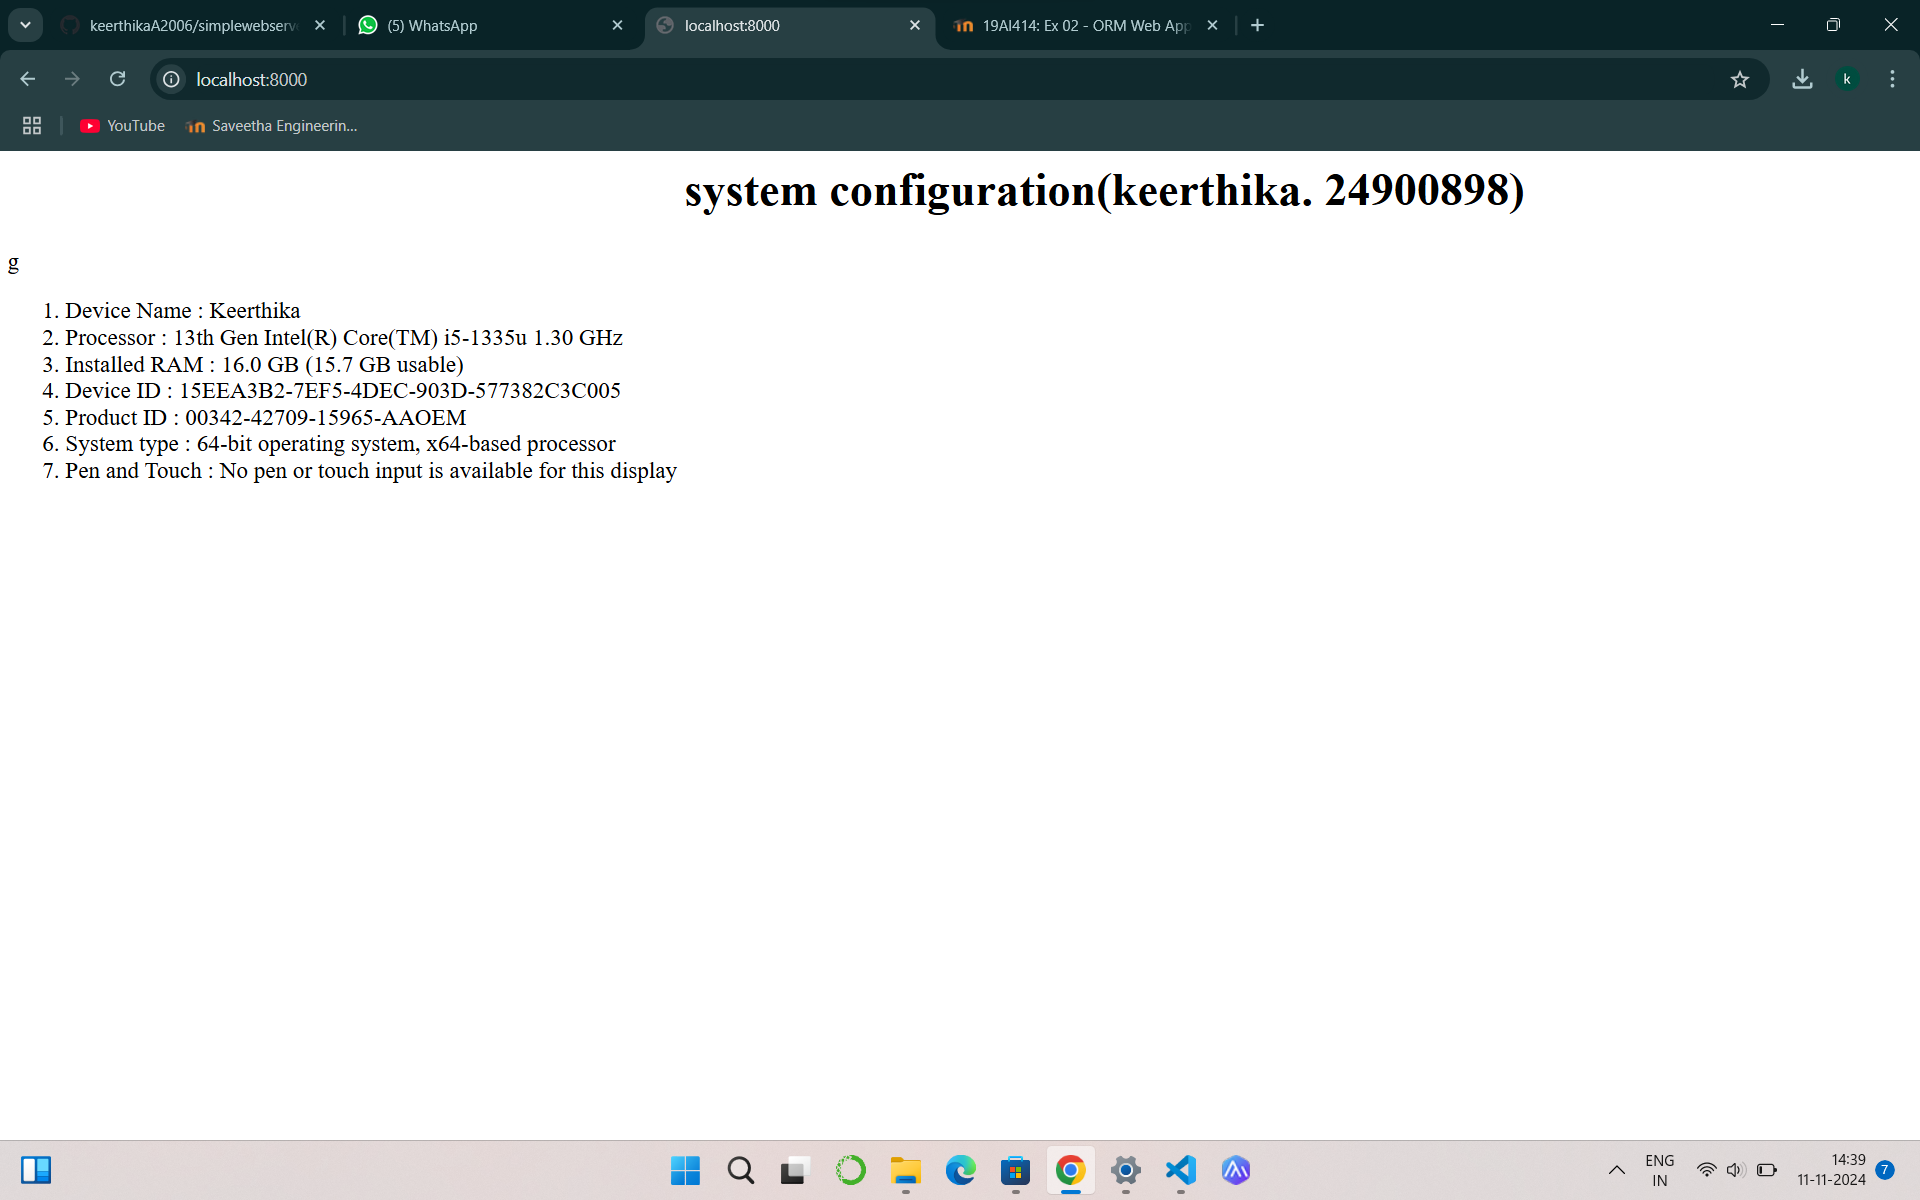 keerthikaA2006/simplewebserv
(5) WhatsApp
localhost:8000
19AI414: Ex 02 - ORM Web App
localhost:8000
k
YouTube
Saveetha Engineerin...
system configuration(keerthika. 24900898)
g
1. Device Name : Keerthika
2. Processor : 13th Gen Intel(R) Core(TM) i5-1335u 1.30 GHz
3. Installed RAM : 16.0 GB (15.7 GB usable)
4. Device ID : 15EEA3B2-7EF5-4DEC-903D-577382C3C005
5. Product ID : 00342-42709-15965-AAOEM
6. System type : 64-bit operating system, x64-based processor
7. Pen and Touch : No pen or touch input is available for this display
ENG
IN
14:39
11-11-2024
7